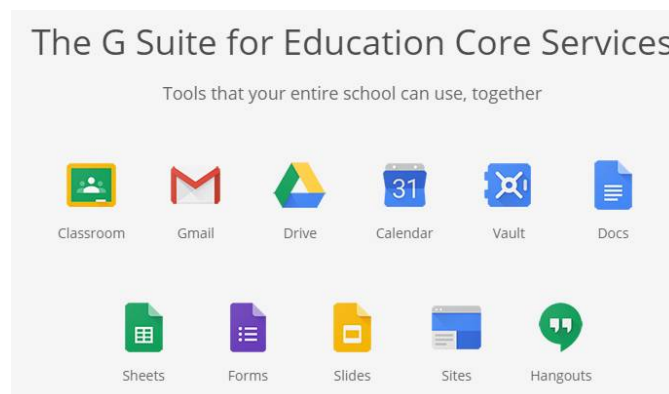 The G Suite for Education Core Services
Tools that your entire school can use, together
31
Classroom Gmail Drive Calendar Vault Docs
Sheets Forms Slides Sites Hangouts